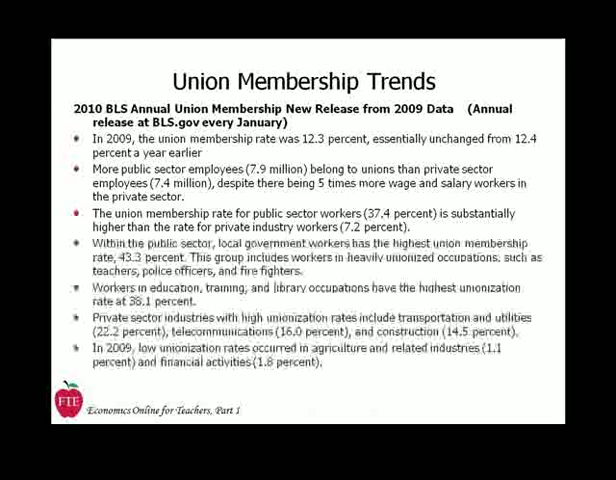 Union Membership Trends
2010 BLS Annual Union Membership New Release from 2009 Data (Annual
release at BLS.gov every January)
In 2009, the union membership rate was 12.3 percent, essentially unchanged from 12.4
percent a year earlier
More public sector employees (7.9 million) belong to unions than private sector
employees (7.4 million), despite there being 5 times more wage and salary workers in
the private sector.
The union membership rate for public sector workers (37.4 percent) is substantially
higher than the rate for private industry workers (7.2 percent).
Within the public sector, local government workers has the highest union membership
rate, 43.3 percent. This group includes workers in heavily unionized occupations, such as
teachers, police officers, and fire fighters.
Workers in education, training, and library occupations have the highest unionization
rate at 38.1 percent.
Private sector industries with high unionization rates include transportation and utilities
(22.2 percent), telecommunications (16.0 percent), and construction (14.5 percent).
In 2009, low unionization rates occurred in agriculture and related industries (1.1
percent) and financial activities (1.8 percent).
FTE
Economics Online for Teachers, Part 1